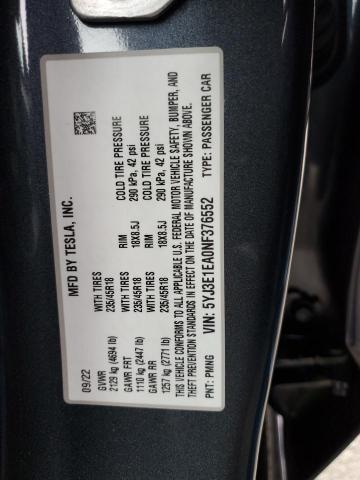 MFD BY TESLA, INC.
09/22
GVWR
2129 kg (4694 lb)
WITH TIRES
235/45R18
GAWR FRT
1110 kg (2447 lb)
WITH TIRES
235/45R18
RIM
18X8.5J
COLD TIRE PRESSURE
290 kPa, 42 psi
GAWR RR
1257 kg (2771 lb)
WITH TIRES
235/45R18
RIM
18X8.5J
COLD TIRE PRESSURE
290 kPa, 42 psi
THIS VEHICLE CONFORMS TO ALL APPLICABLE U.S. FEDERAL MOTOR VEHICLE SAFETY, BUMPER, AND
THEFT PREVENTION STANDARDS IN EFFECT ON THE DATE OF MANUFACTURE SHOWN ABOVE.
VIN: 5YJ3E1EA0NF376552
PNT: PMNG
TYPE: PASSENGER CAR